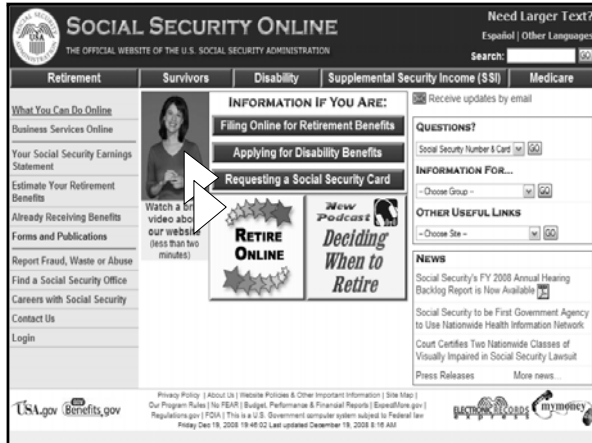 Need Larger Text?
SOCIAL SECURITY ONLINE
Español | Other Languages
THE OFFICIAL WEBSITE OF THE U.S. SOCIAL SECURITY ADMINISTRATION
Search: GO
Retirement Survivors Disability Supplemental Security Income (SSI) Medicare
What You Can Do Online
Business Services Online
Your Social Security Earnings
Statement
Estimate Your Retirement
Benefits
Already Receiving Benefits
Forms and Publications
Report Fraud, Waste or Abuse
Find a Social Security Office
Careers with Social Security
Contact Us
Login
Watch a
video abou
our website
(less than two
minutes)
INFORMATION IF YOU ARE:
Filing Online for Retirement Benefits
Applying for Disability Benefits
Requesting a Social Security Card
RETIRE
ONLINE
New
Podcast
Deciding
When to
Retire
Receive updates by email
QUESTIONS?
Social Security Number & Card GO
INFORMATION FOR...
-- Choose Group -- GO
OTHER USEFUL LINKS
-- Choose Site -- GO
NEWS
Social Security's FY 2008 Annual Hearing
Backlog Report is Now Available
Social Security to be First Government Agency
to Use Nationwide Health Information Network
Court Certifies Two Nationwide Classes of
Visually Impaired in Social Security Lawsuit
Press Releases More news...
USA.gov Benefits.gov
Privacy Policy | About Us | Website Policies & Other Important Information | Site Map |
Our Program Rules | No FEAR | Budget, Performance & Financial Reports | ExpectMore.gov |
Regulations.gov | FOIA | This is a U.S. Government computer system subject to Federal law
Friday Dec 19, 2008 19:46:02 Last updated December 19, 2008 8:16 AM
ELECTRONIC RECORDS EXPRESS
mymoney